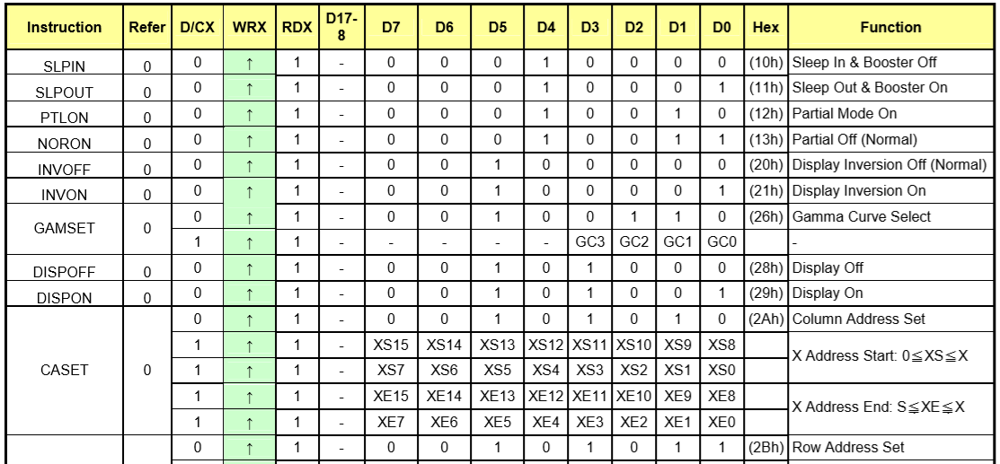 Instruction Refer D/CX WRX RDX D17-8 D7 D6 D5 D4 D3 D2 D1 D0 Hex Function
SLPIN 0 0 ↑ 1 - 0 0 0 1 0 0 0 0 (10h) Sleep In & Booster Off
SLPOUT 0 0 ↑ 1 - 0 0 0 1 0 0 0 1 (11h) Sleep Out & Booster On
PTLON 0 0 ↑ 1 - 0 0 0 1 0 0 1 0 (12h) Partial Mode On
NORON 0 0 ↑ 1 - 0 0 0 1 0 0 1 1 (13h) Partial Off (Normal)
INVOFF 0 0 ↑ 1 - 0 0 1 0 0 0 0 0 (20h) Display Inversion Off (Normal)
INVON 0 0 ↑ 1 - 0 0 1 0 0 0 0 1 (21h) Display Inversion On
GAMSET 0 0 ↑ 1 - 0 0 1 0 0 1 1 0 (26h) Gamma Curve Select
1 ↑ 1 - - - - - GC3 GC2 GC1 GC0 -
DISPOFF 0 0 ↑ 1 - 0 0 1 0 1 0 0 0 (28h) Display Off
DISPON 0 0 ↑ 1 - 0 0 1 0 1 0 0 1 (29h) Display On
CASET 0 0 ↑ 1 - 0 0 1 0 1 0 1 0 (2Ah) Column Address Set
1 ↑ 1 - XS15 XS14 XS13 XS12 XS11 XS10 XS9 XS8 X Address Start: 0≦XS≦X
1 ↑ 1 - XS7 XS6 XS5 XS4 XS3 XS2 XS1 XS0
1 ↑ 1 - XE15 XE14 XE13 XE12 XE11 XE10 XE9 XE8 X Address End: S≦XE≦X
1 ↑ 1 - XE7 XE6 XE5 XE4 XE3 XE2 XE1 XE0
0 ↑ 1 - 0 0 1 0 1 0 1 1 (2Bh) Row Address Set